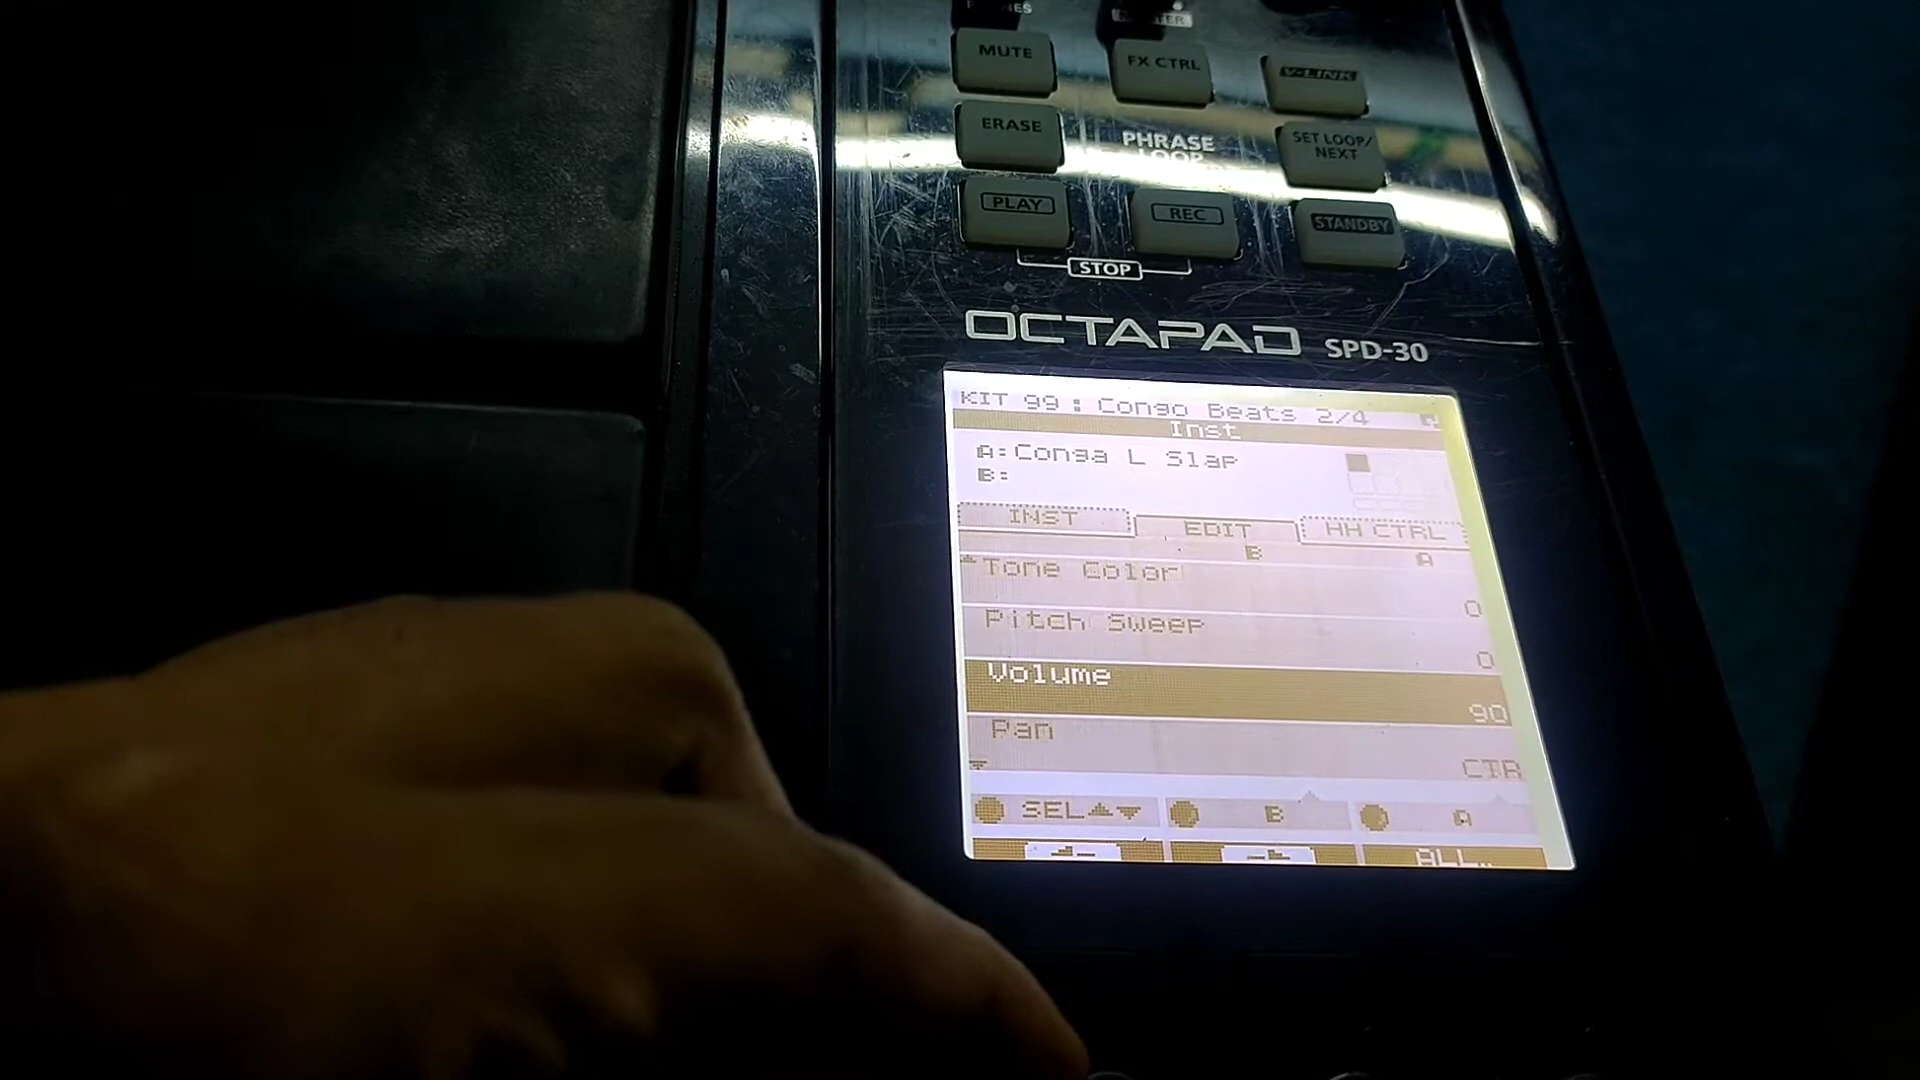 MUTE
FX CTRL
V-LINK
ERASE
PHRASE
LOOP
SET LOOP/
NEXT
PLAY
REC
STANDBY
STOP
OCTAPAD SPD-30
KIT 99: Congo Beats 2/4
Inst
A:Conga L Slap
B:
INST
EDIT
HH CTRL
B
A
Tone Color
0
Pitch Sweep
0
Volume
90
Pan
CTR
SEL
B
A
ALL..